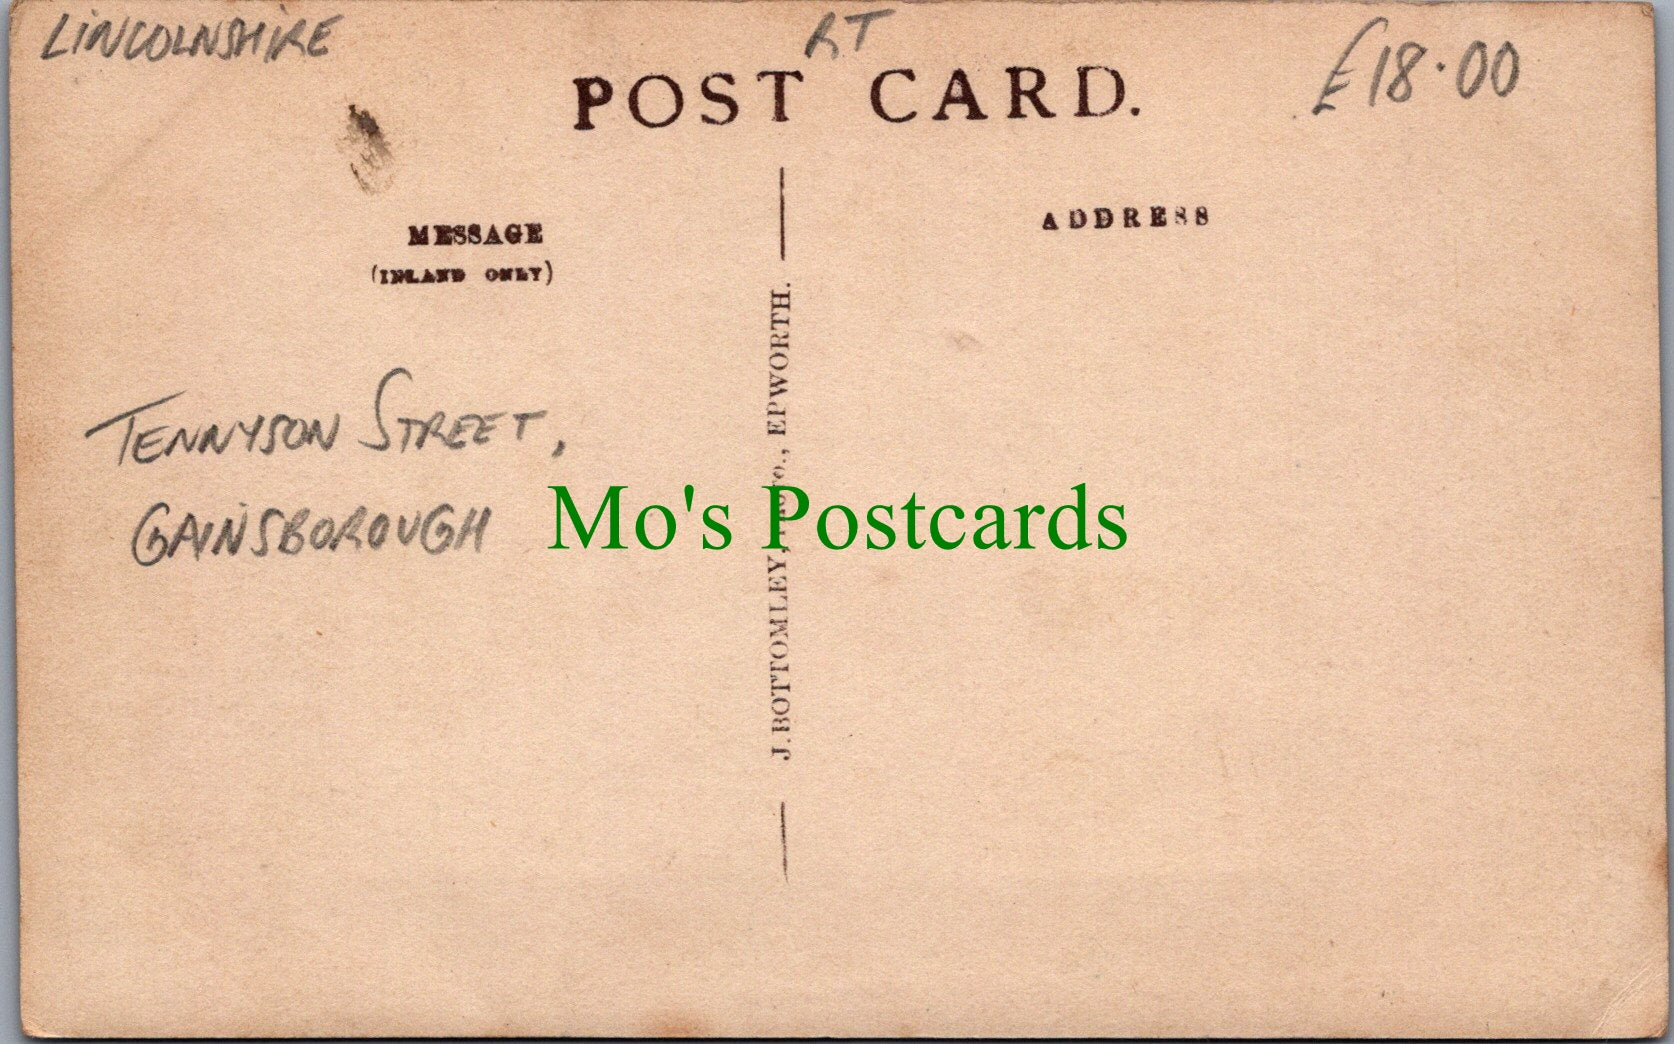 LINCOLNSHIRE
RT
£18.00
POST CARD.
MESSAGE
(INLAND ONLY)
ADDRESS
J. BOTTOMLEY, EPWORTH.
TENNYSON STREET,
GAINSBOROUGH
Mo's Postcards